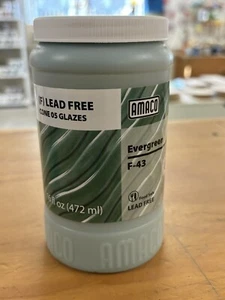 (F) LEAD FREE
CONE 05 GLAZES
AMACO
Evergreen
F-43
fl oz (472 ml)
LEAD FREE
AMACO